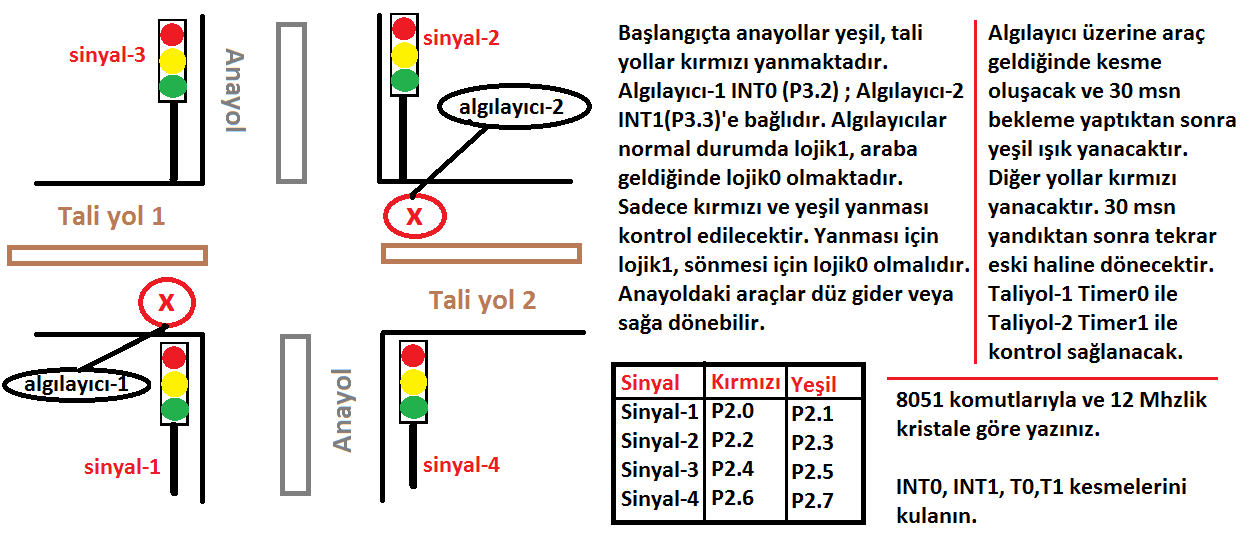 sinyal-3
Anayol
sinyal-2
algılayıcı-2
Tali yol 1
X
X
Tali yol 2
algılayıcı-1
sinyal-1
Anayol
sinyal-4
Başlangıçta anayollar yeşil, tali
yollar kırmızı yanmaktadır.
Algılayıcı-1 INT0 (P3.2) ; Algılayıcı-2
INT1(P3.3)'e bağlıdır. Algılayıcılar
normal durumda lojik1, araba
geldiğinde lojik0 olmaktadır.
Sadece kırmızı ve yeşil yanması
kontrol edilecektir. Yanması için
lojik1, sönmesi için lojik0 olmalıdır.
Anayoldaki araçlar düz gider veya
sağa dönebilir.
Algılayıcı üzerine araç
geldiğinde kesme
oluşacak ve 30 msn
bekleme yaptıktan sonra
yeşil ışık yanacaktır.
Diğer yollar kırmızı
yanacaktır. 30 msn
yandıktan sonra tekrar
eski haline dönecektir.
Taliyol-1 Timer0 ile
Taliyol-2 Timer1 ile
kontrol sağlanacak.
Sinyal Kırmızı Yeşil
Sinyal-1 P2.0 P2.1
Sinyal-2 P2.2 P2.3
Sinyal-3 P2.4 P2.5
Sinyal-4 P2.6 P2.7
8051 komutlarıyla ve 12 Mhzlik
kristale göre yazınız.
INT0, INT1, T0,T1 kesmelerini
kulanın.